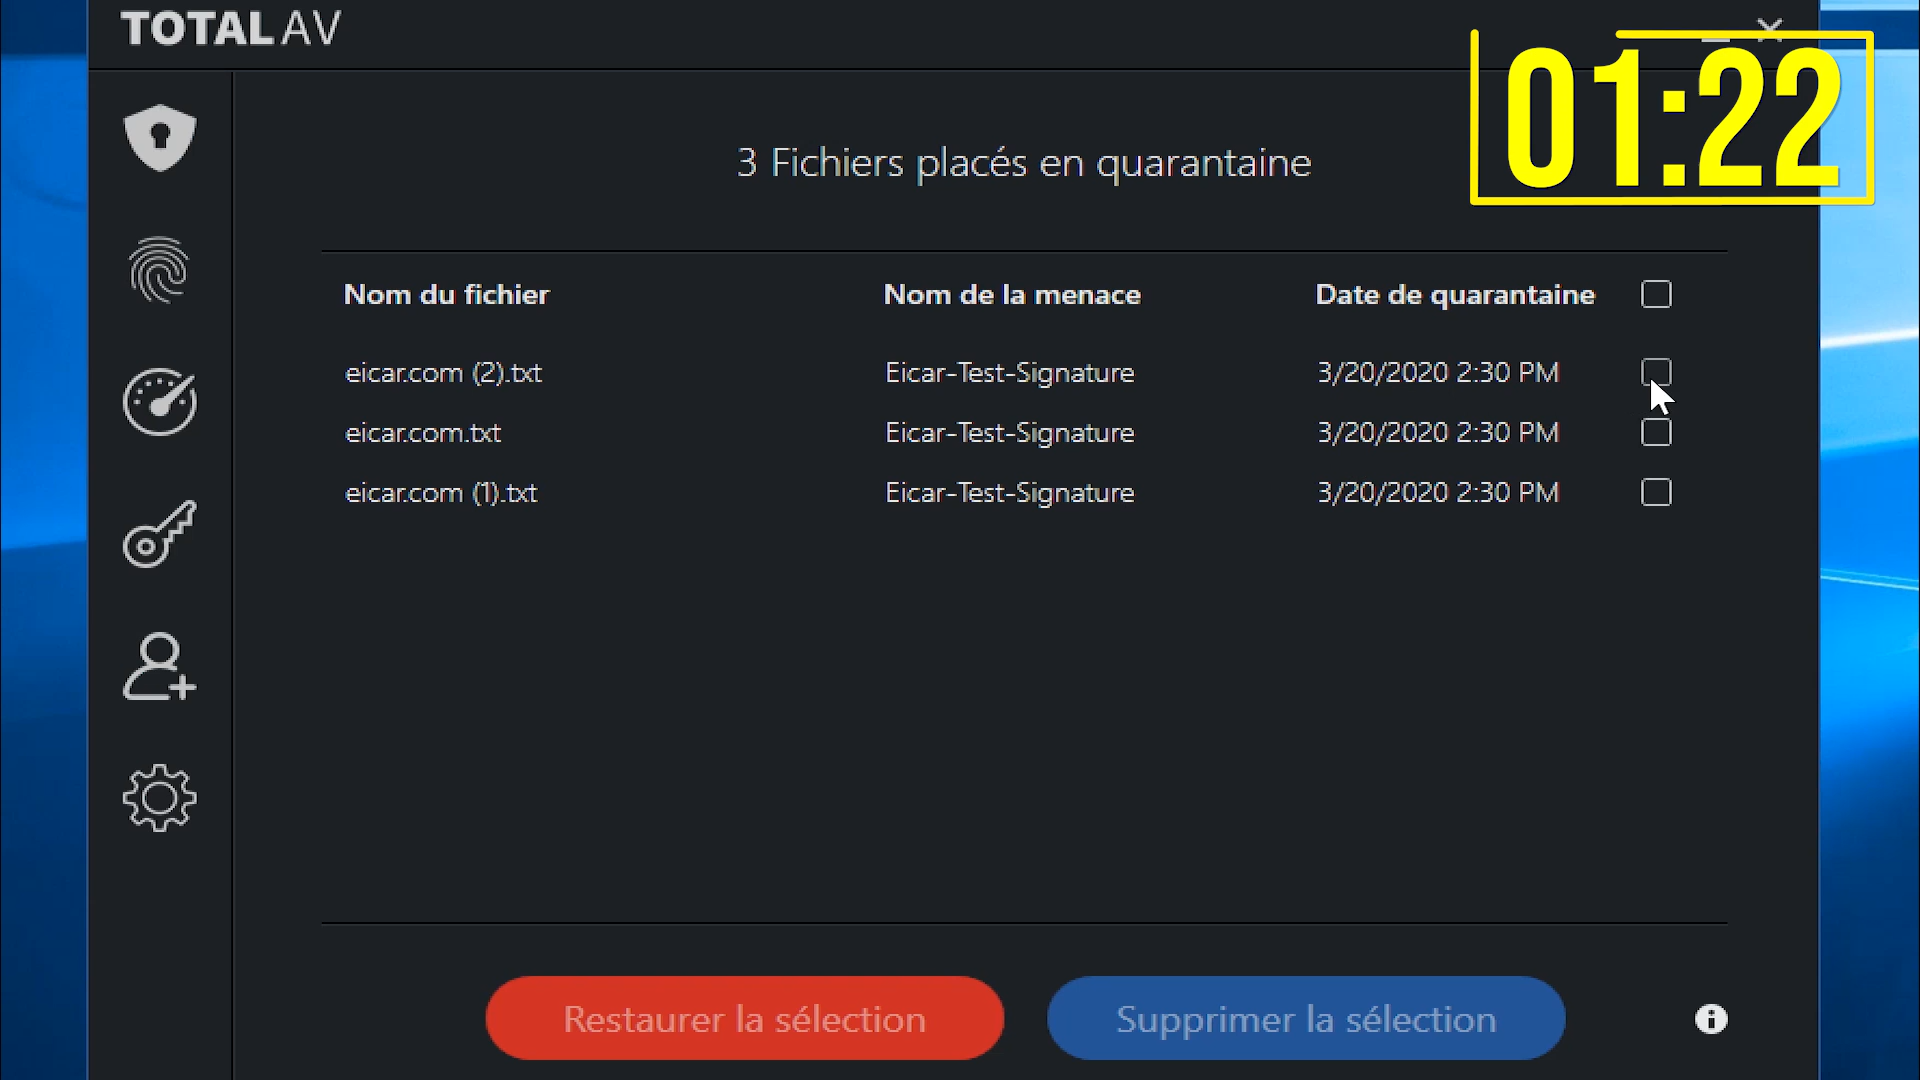 TOTALAV
01:22
3 Fichiers placés en quarantaine
Nom du fichier Nom de la menace Date de quarantaine
eicar.com (2).txt Eicar-Test-Signature 3/20/2020 2:30 PM
eicar.com.txt Eicar-Test-Signature 3/20/2020 2:30 PM
eicar.com (1).txt Eicar-Test-Signature 3/20/2020 2:30 PM
Restaurer la sélection Supprimer la sélection